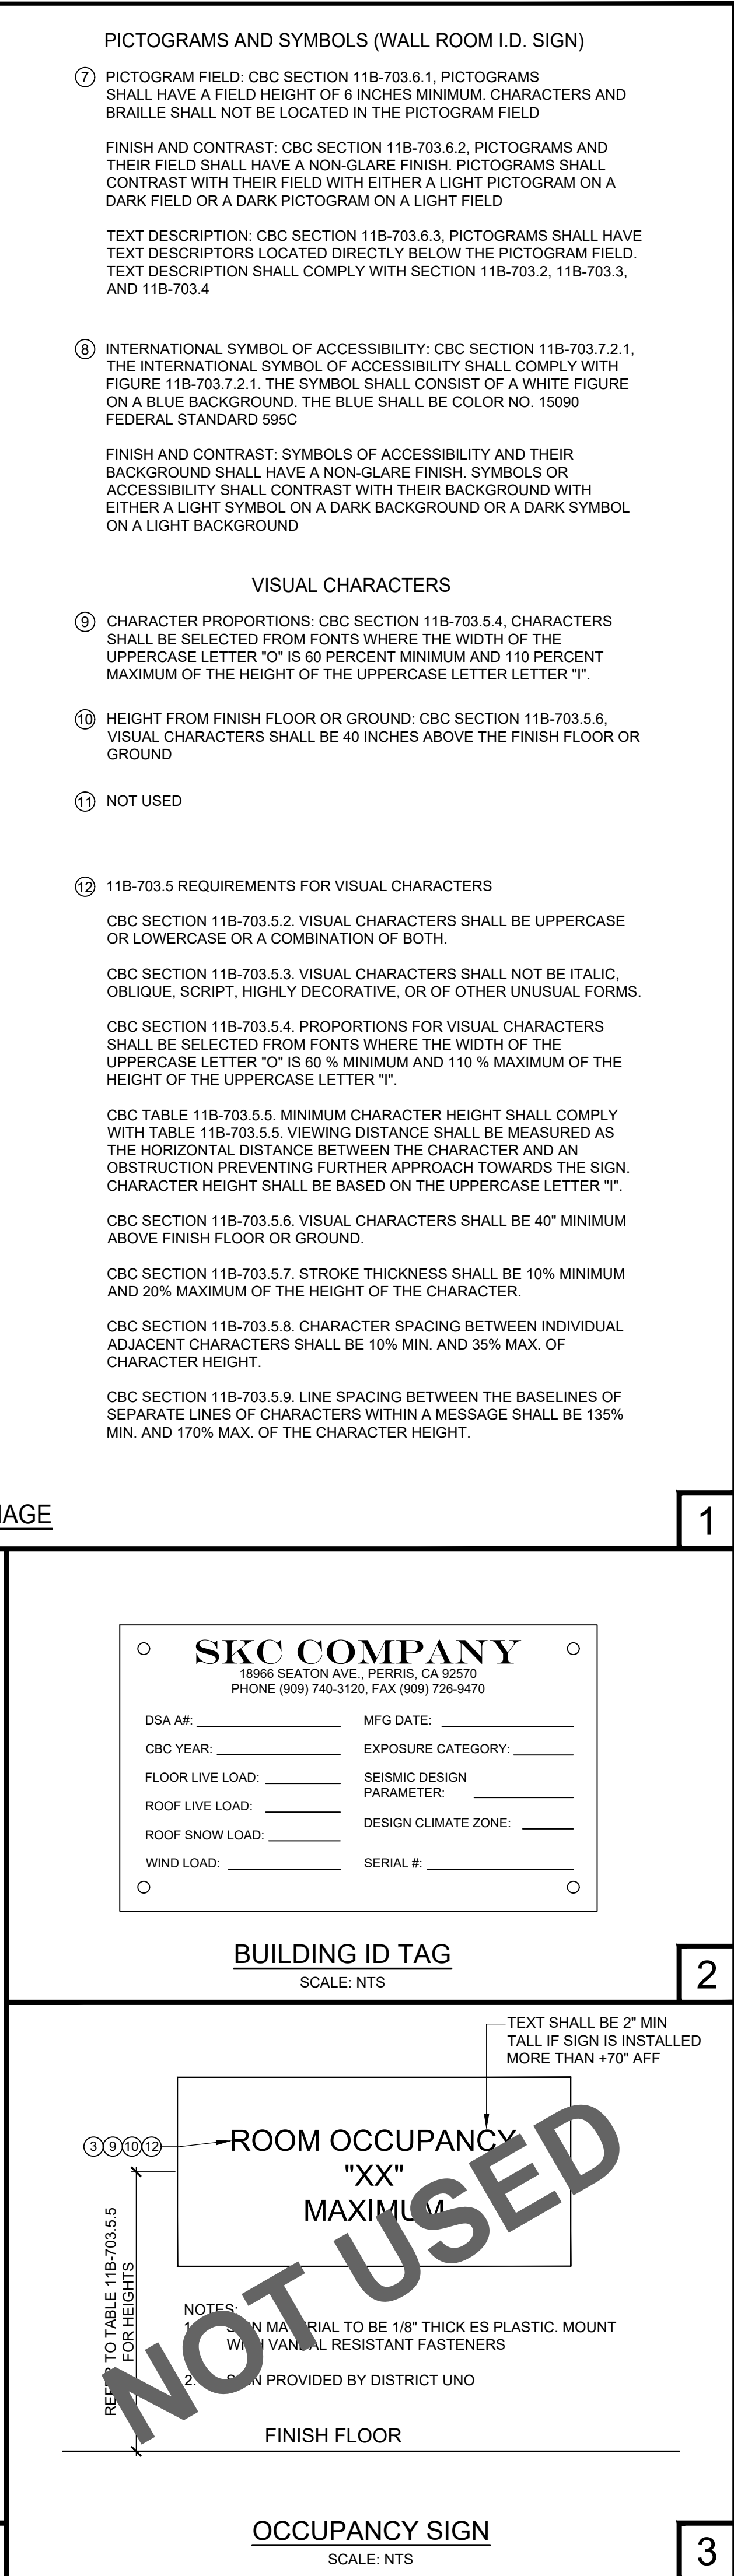 PICTOGRAMS AND SYMBOLS (WALL ROOM I.D. SIGN)
7 PICTOGRAM FIELD: CBC SECTION 11B-703.6.1, PICTOGRAMS
SHALL HAVE A FIELD HEIGHT OF 6 INCHES MINIMUM. CHARACTERS AND
BRAILLE SHALL NOT BE LOCATED IN THE PICTOGRAM FIELD
FINISH AND CONTRAST: CBC SECTION 11B-703.6.2, PICTOGRAMS AND
THEIR FIELD SHALL HAVE A NON-GLARE FINISH. PICTOGRAMS SHALL
CONTRAST WITH THEIR FIELD WITH EITHER A LIGHT PICTOGRAM ON A
DARK FIELD OR A DARK PICTOGRAM ON A LIGHT FIELD
TEXT DESCRIPTION: CBC SECTION 11B-703.6.3, PICTOGRAMS SHALL HAVE
TEXT DESCRIPTORS LOCATED DIRECTLY BELOW THE PICTOGRAM FIELD.
TEXT DESCRIPTION SHALL COMPLY WITH SECTION 11B-703.2, 11B-703.3,
AND 11B-703.4
8 INTERNATIONAL SYMBOL OF ACCESSIBILITY: CBC SECTION 11B-703.7.2.1,
THE INTERNATIONAL SYMBOL OF ACCESSIBILITY SHALL COMPLY WITH
FIGURE 11B-703.7.2.1. THE SYMBOL SHALL CONSIST OF A WHITE FIGURE
ON A BLUE BACKGROUND. THE BLUE SHALL BE COLOR NO. 15090
FEDERAL STANDARD 595C
FINISH AND CONTRAST: SYMBOLS OF ACCESSIBILITY AND THEIR
BACKGROUND SHALL HAVE A NON-GLARE FINISH. SYMBOLS OR
ACCESSIBILITY SHALL CONTRAST WITH THEIR BACKGROUND WITH
EITHER A LIGHT SYMBOL ON A DARK BACKGROUND OR A DARK SYMBOL
ON A LIGHT BACKGROUND
VISUAL CHARACTERS
9 CHARACTER PROPORTIONS: CBC SECTION 11B-703.5.4, CHARACTERS
SHALL BE SELECTED FROM FONTS WHERE THE WIDTH OF THE
UPPERCASE LETTER "O" IS 60 PERCENT MINIMUM AND 110 PERCENT
MAXIMUM OF THE HEIGHT OF THE UPPERCASE LETTER LETTER "I".
10 HEIGHT FROM FINISH FLOOR OR GROUND: CBC SECTION 11B-703.5.6,
VISUAL CHARACTERS SHALL BE 40 INCHES ABOVE THE FINISH FLOOR OR
GROUND
11 NOT USED
12 11B-703.5 REQUIREMENTS FOR VISUAL CHARACTERS
CBC SECTION 11B-703.5.2. VISUAL CHARACTERS SHALL BE UPPERCASE
OR LOWERCASE OR A COMBINATION OF BOTH.
CBC SECTION 11B-703.5.3. VISUAL CHARACTERS SHALL NOT BE ITALIC,
OBLIQUE, SCRIPT, HIGHLY DECORATIVE, OR OF OTHER UNUSUAL FORMS.
CBC SECTION 11B-703.5.4. PROPORTIONS FOR VISUAL CHARACTERS
SHALL BE SELECTED FROM FONTS WHERE THE WIDTH OF THE
UPPERCASE LETTER "O" IS 60 % MINIMUM AND 110 % MAXIMUM OF THE
HEIGHT OF THE UPPERCASE LETTER "I".
CBC TABLE 11B-703.5.5. MINIMUM CHARACTER HEIGHT SHALL COMPLY
WITH TABLE 11B-703.5.5. VIEWING DISTANCE SHALL BE MEASURED AS
THE HORIZONTAL DISTANCE BETWEEN THE CHARACTER AND AN
OBSTRUCTION PREVENTING FURTHER APPROACH TOWARDS THE SIGN.
CHARACTER HEIGHT SHALL BE BASED ON THE UPPERCASE LETTER "I".
CBC SECTION 11B-703.5.6. VISUAL CHARACTERS SHALL BE 40" MINIMUM
ABOVE FINISH FLOOR OR GROUND.
CBC SECTION 11B-703.5.7. STROKE THICKNESS SHALL BE 10% MINIMUM
AND 20% MAXIMUM OF THE HEIGHT OF THE CHARACTER.
CBC SECTION 11B-703.5.8. CHARACTER SPACING BETWEEN INDIVIDUAL
ADJACENT CHARACTERS SHALL BE 10% MIN. AND 35% MAX. OF
CHARACTER HEIGHT.
CBC SECTION 11B-703.5.9. LINE SPACING BETWEEN THE BASELINES OF
SEPARATE LINES OF CHARACTERS WITHIN A MESSAGE SHALL BE 135%
MIN. AND 170% MAX. OF THE CHARACTER HEIGHT.
1
SKC COMPANY
18966 SEATON AVE., PERRIS, CA 92570
PHONE (909) 740-3120, FAX (909) 726-9470
DSA A#: MFG DATE:
CBC YEAR: EXPOSURE CATEGORY:
FLOOR LIVE LOAD: SEISMIC DESIGN
PARAMETER:
ROOF LIVE LOAD:
DESIGN CLIMATE ZONE:
ROOF SNOW LOAD:
WIND LOAD: SERIAL #:
BUILDING ID TAG
SCALE: NTS
2
TEXT SHALL BE 2" MIN
TALL IF SIGN IS INSTALLED
MORE THAN +70" AFF
3 9 10 12
ROOM OCCUPANCY
"XX"
MAXIMUM
NOT USED
REFER TO TABLE 11B-703.5.5
FOR HEIGHTS
NOTES:
1. SIGN MATERIAL TO BE 1/8" THICK ES PLASTIC. MOUNT
WITH VANDAL RESISTANT FASTENERS
2. SIGN PROVIDED BY DISTRICT UNO
FINISH FLOOR
OCCUPANCY SIGN
SCALE: NTS
3